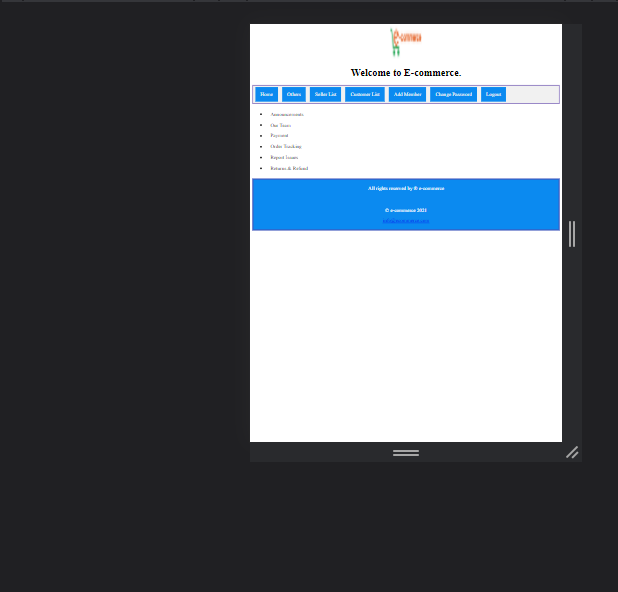 e-commerce
Welcome to E-commerce.
Home Others Seller List Customer List Add Member Change Password Logout
Announcements
Our Team
Payment
Order Tracking
Report Issues
Returns & Refund
All rights reserved by ® e-commerce
© e-commerce 2021